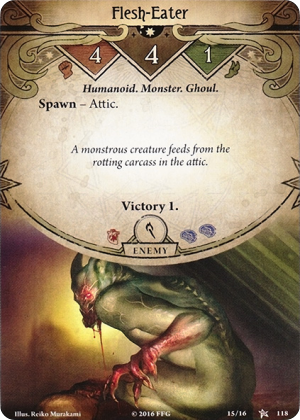 Flesh-Eater
4
4
1
Humanoid. Monster. Ghoul.
Spawn – Attic.
A monstrous creature feeds from the
rotting carcass in the attic.
Victory 1.
ENEMY
Illus. Reiko Murakami
© 2016 FFG
15/16
118